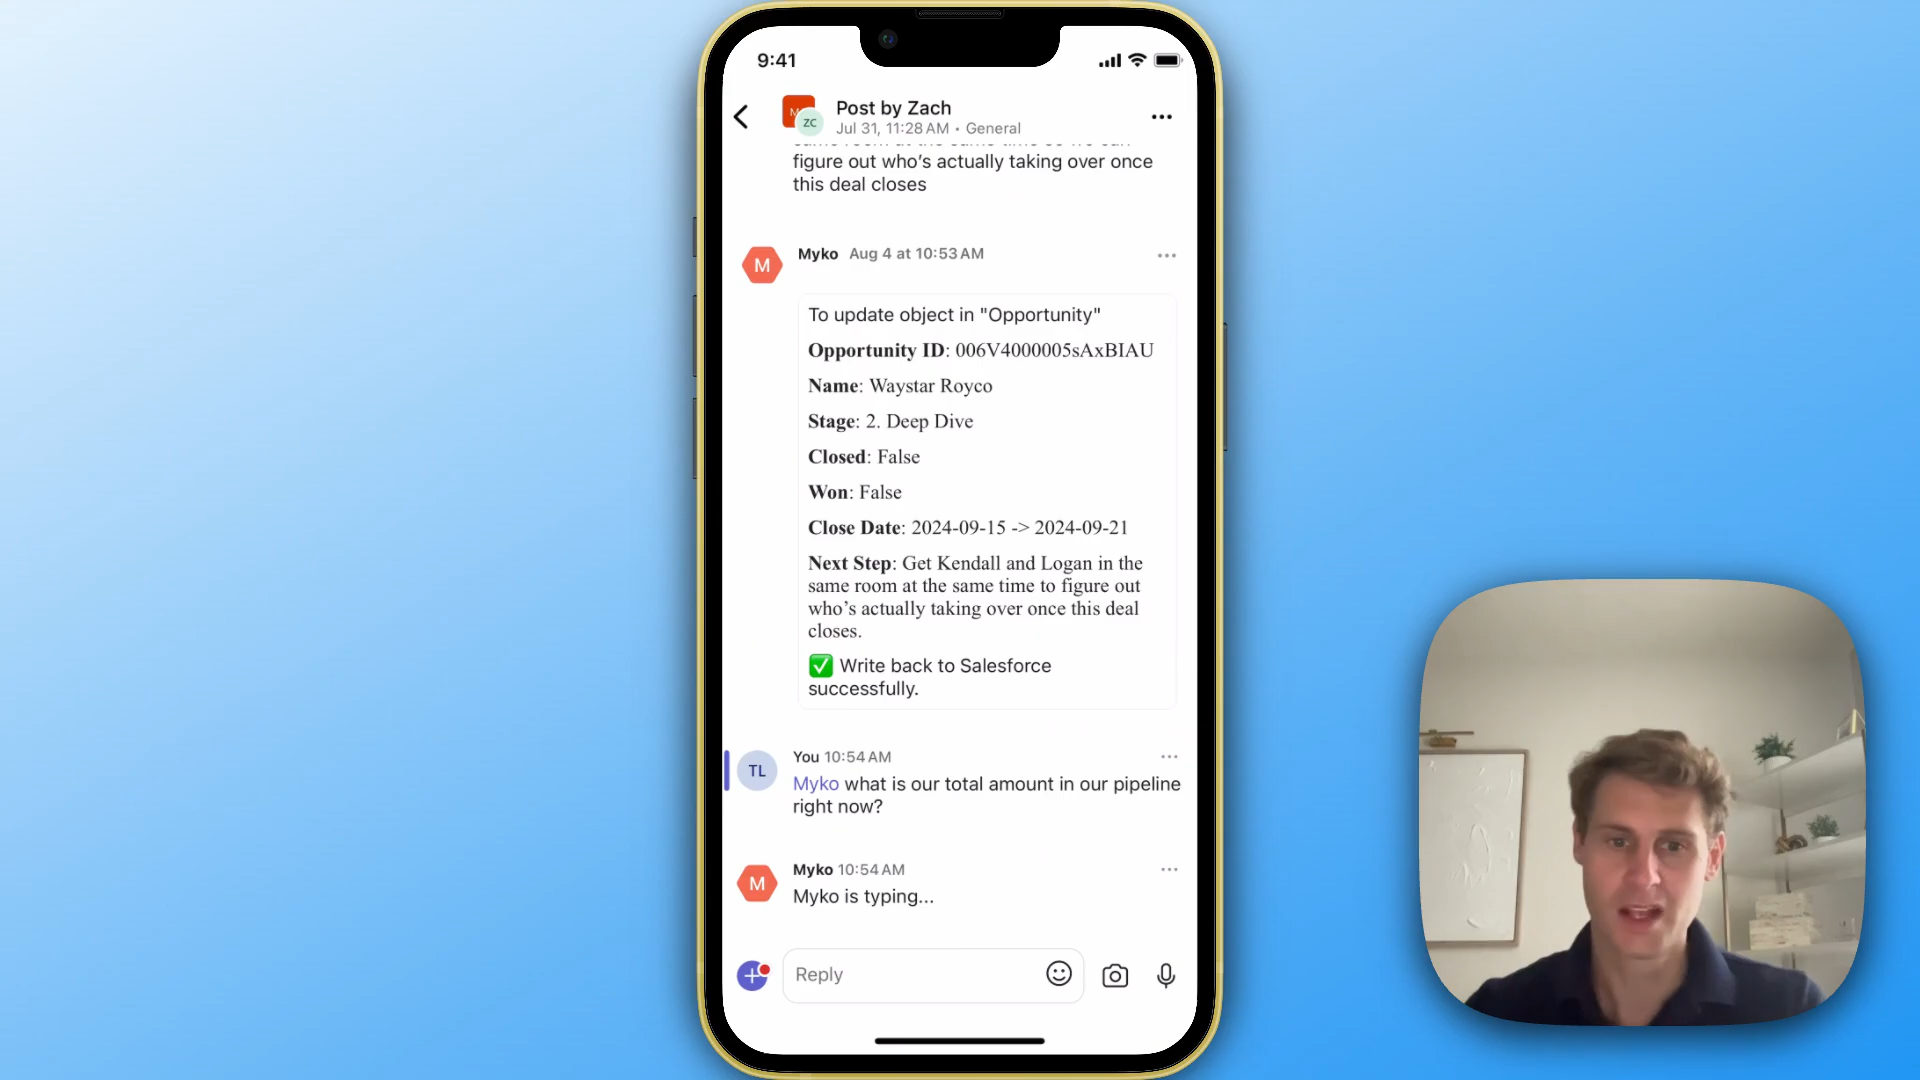 9:41
M
ZC
Post by Zach
Jul 31, 11:28 AM • General
figure out who's actually taking over once
this deal closes
M
Myko Aug 4 at 10:53 AM
To update object in "Opportunity"
Opportunity ID: 006V4000005sAxBIAU
Name: Waystar Royco
Stage: 2. Deep Dive
Closed: False
Won: False
Close Date: 2024-09-15 -> 2024-09-21
Next Step: Get Kendall and Logan in the
same room at the same time to figure out
who's actually taking over once this deal
closes.
✅ Write back to Salesforce
successfully.
TL
You 10:54 AM
Myko what is our total amount in our pipeline
right now?
M
Myko 10:54 AM
Myko is typing...
Reply